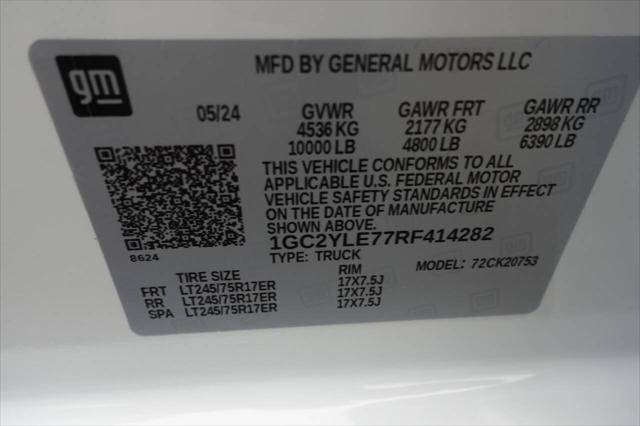 gm
MFD BY GENERAL MOTORS LLC
05/24 GVWR GAWR FRT GAWR RR
4536 KG 2177 KG 2898 KG
10000 LB 4800 LB 6390 LB
THIS VEHICLE CONFORMS TO ALL
APPLICABLE U.S. FEDERAL MOTOR
VEHICLE SAFETY STANDARDS IN EFFECT
ON THE DATE OF MANUFACTURE
SHOWN ABOVE.
8624
1GC2YLE77RF414282
TYPE: TRUCK MODEL: 72CK20753
TIRE SIZE RIM
FRT LT245/75R17ER 17X7.5J
RR LT245/75R17ER 17X7.5J
SPA LT245/75R17ER 17X7.5J